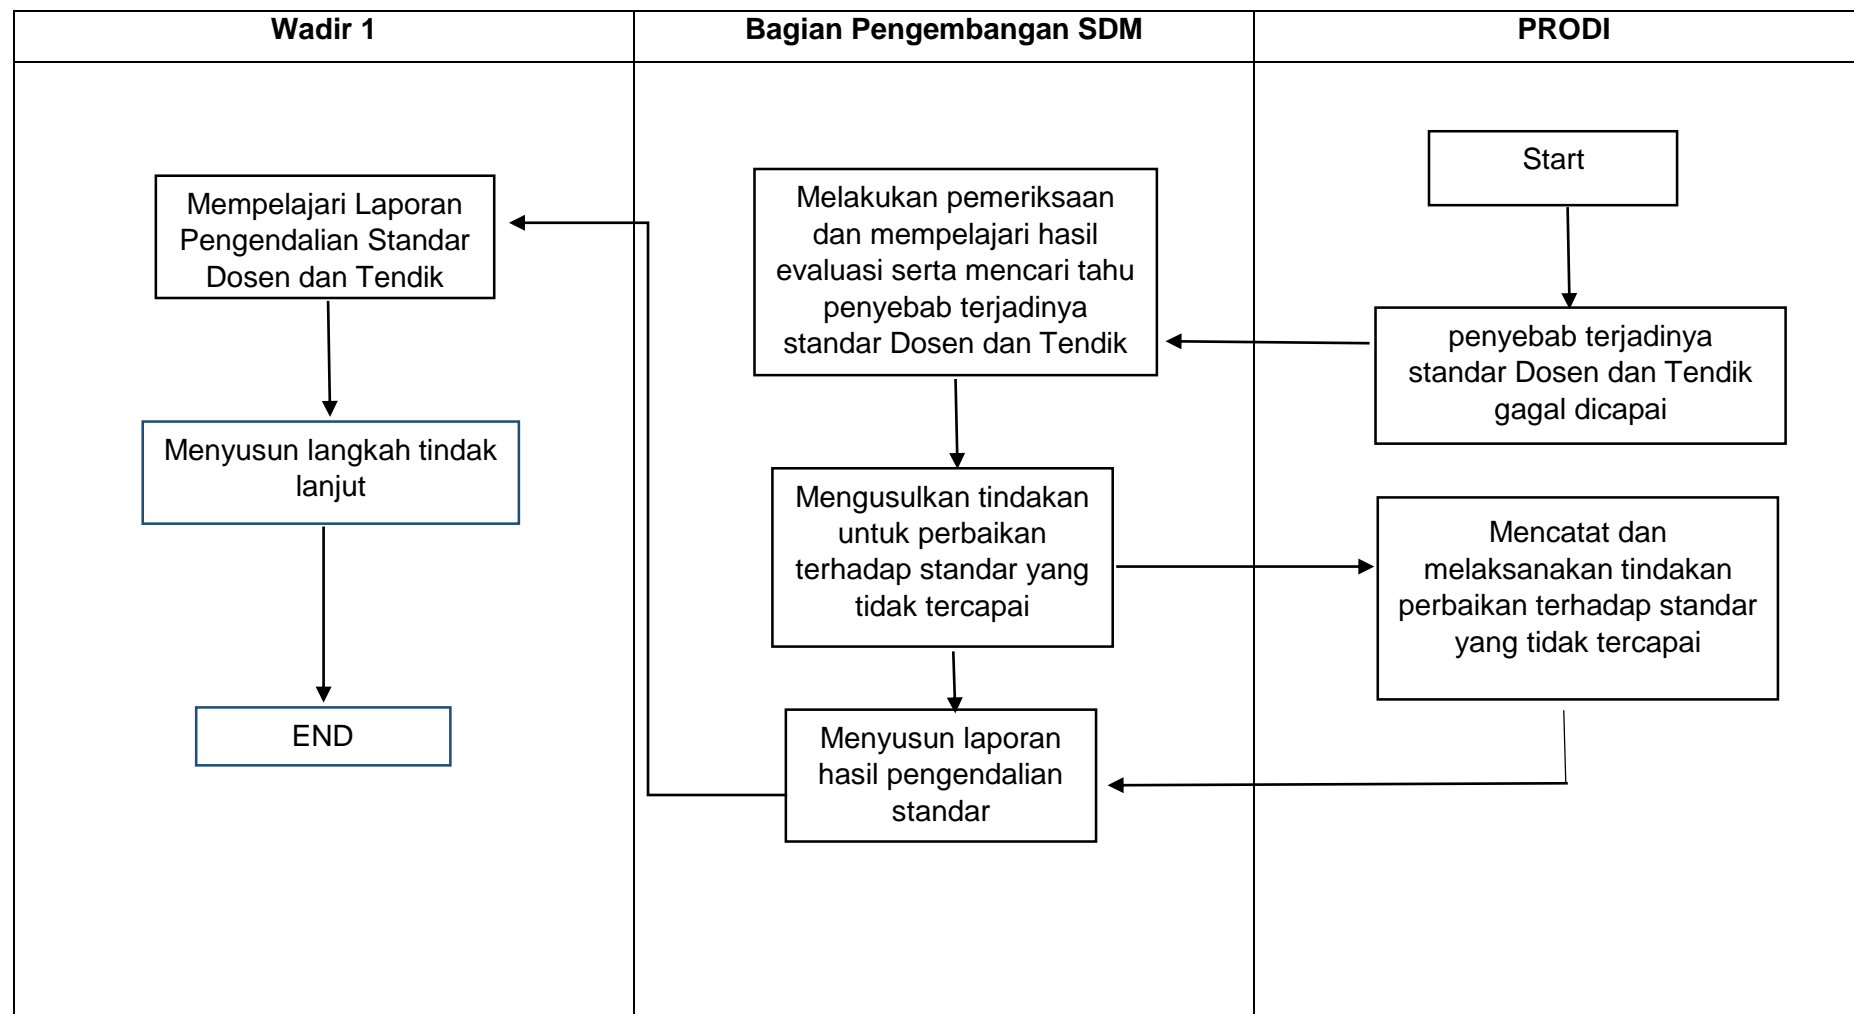 Wadir 1
Bagian Pengembangan SDM
PRODI
Mempelajari Laporan
Pengendalian Standar
Dosen dan Tendik
Menyusun langkah tindak
lanjut
END
Melakukan pemeriksaan
dan mempelajari hasil
evaluasi serta mencari tahu
penyebab terjadinya
standar Dosen dan Tendik
Mengusulkan tindakan
untuk perbaikan
terhadap standar yang
tidak tercapai
Menyusun laporan
hasil pengendalian
standar
Start
penyebab terjadinya
standar Dosen dan Tendik
gagal dicapai
Mencatat dan
melaksanakan tindakan
perbaikan terhadap standar
yang tidak tercapai